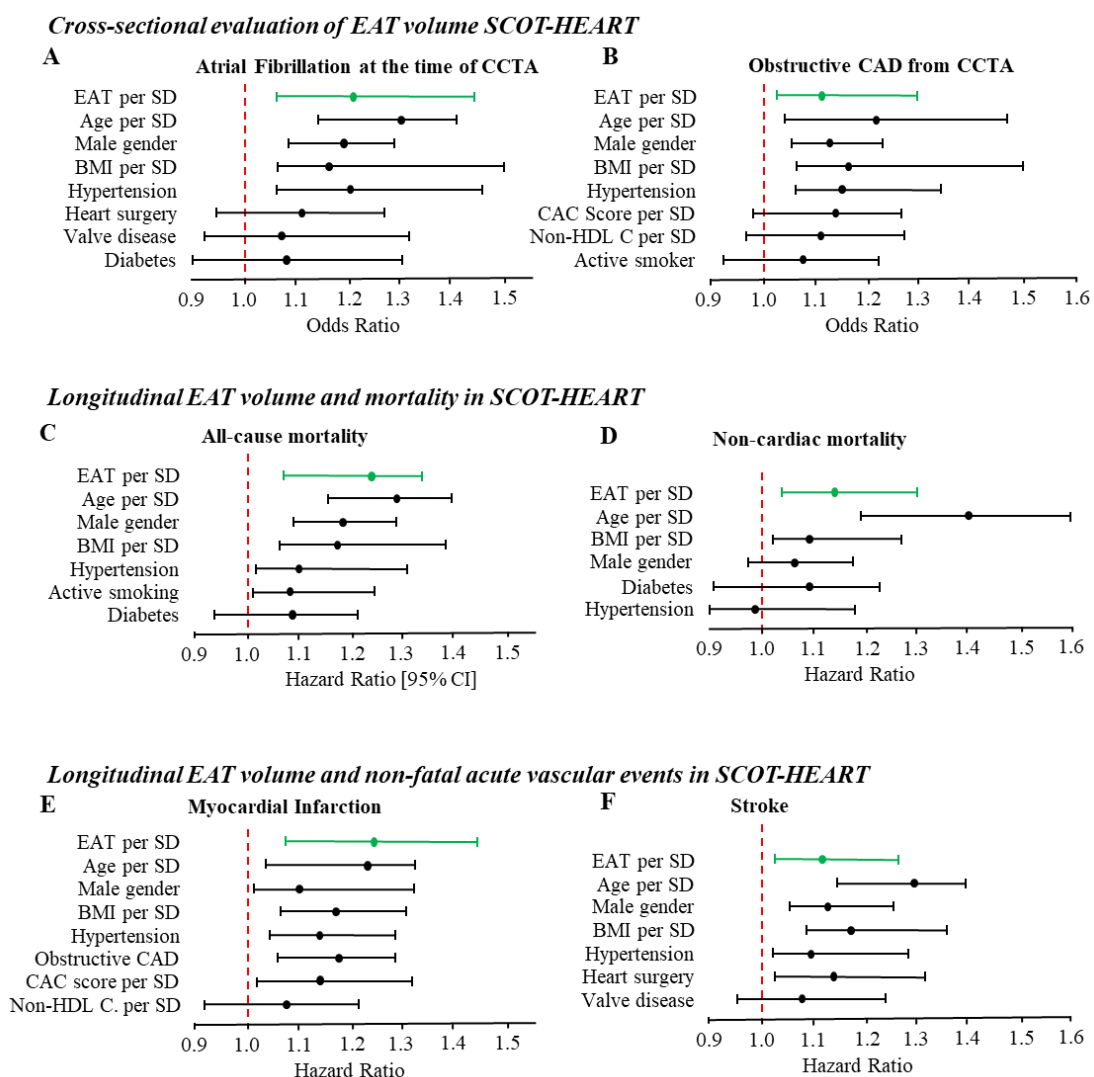 Cross-sectional evaluation of EAT volume SCOT-HEART
A
Atrial Fibrillation at the time of CCTA
EAT per SD
Age per SD
Male gender
BMI per SD
Hypertension
Heart surgery
Valve disease
Diabetes
0.9 1.0 1.1 1.2 1.3 1.4 1.5
Odds Ratio
B
Obstructive CAD from CCTA
EAT per SD
Age per SD
Male gender
BMI per SD
Hypertension
CAC Score per SD
Non-HDL C per SD
Active smoker
0.9 1.0 1.1 1.2 1.3 1.4 1.5 1.6
Odds Ratio
Longitudinal EAT volume and mortality in SCOT-HEART
C
All-cause mortality
EAT per SD
Age per SD
Male gender
BMI per SD
Hypertension
Active smoking
Diabetes
0.9 1.0 1.1 1.2 1.3 1.4 1.5
Hazard Ratio [95% CI]
D
Non-cardiac mortality
EAT per SD
Age per SD
BMI per SD
Male gender
Diabetes
Hypertension
0.9 1.0 1.1 1.2 1.3 1.4 1.5 1.6
Hazard Ratio
Longitudinal EAT volume and non-fatal acute vascular events in SCOT-HEART
E
Myocardial Infarction
EAT per SD
Age per SD
Male gender
BMI per SD
Hypertension
Obstructive CAD
CAC score per SD
Non-HDL C. per SD
0.9 1.0 1.1 1.2 1.3 1.4 1.5
Hazard Ratio
F
Stroke
EAT per SD
Age per SD
Male gender
BMI per SD
Hypertension
Heart surgery
Valve disease
0.9 1.0 1.1 1.2 1.3 1.4 1.5 1.6
Hazard Ratio